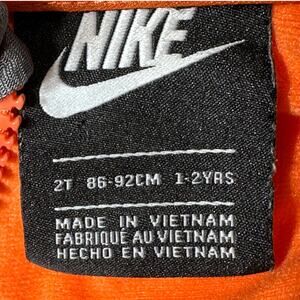 NIKE
2T 86-92CM 1-2YRS
MADE IN VIETNAM
FABRIQUÉ AU VIETNAM
HECHO EN VIETNAM